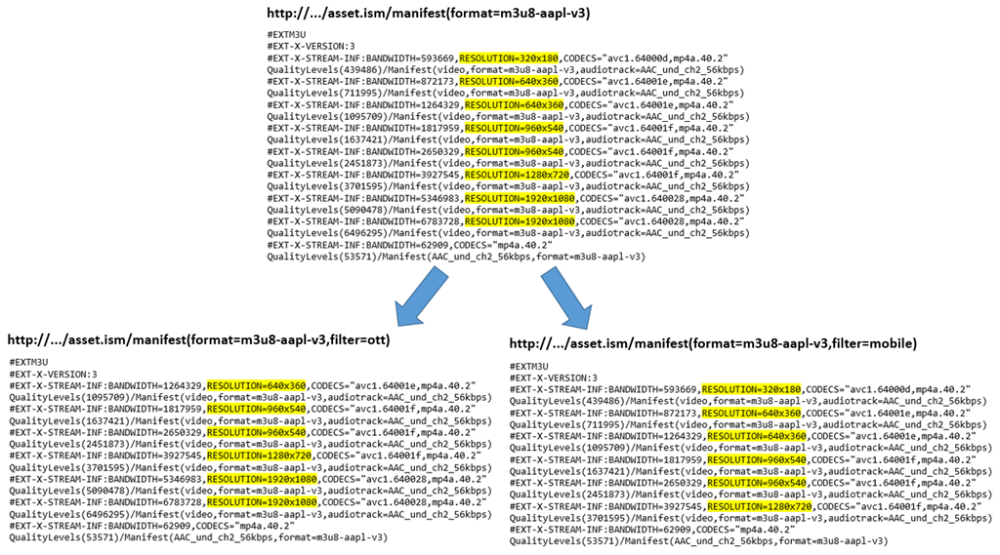 http://.../asset.ism/manifest(format=m3u8-aapl-v3)
#EXTM3U
#EXT-X-VERSION:3
#EXT-X-STREAM-INF:BANDWIDTH=593669,RESOLUTION=320x180,CODECS="avc1.64000d,mp4a.40.2"
QualityLevels(439486)/Manifest(video,format=m3u8-aapl-v3,audiotrack=AAC_und_ch2_56kbps)
#EXT-X-STREAM-INF:BANDWIDTH=872173,RESOLUTION=640x360,CODECS="avc1.64001e,mp4a.40.2"
QualityLevels(711995)/Manifest(video,format=m3u8-aapl-v3,audiotrack=AAC_und_ch2_56kbps)
#EXT-X-STREAM-INF:BANDWIDTH=1264329,RESOLUTION=640x360,CODECS="avc1.64001e,mp4a.40.2"
QualityLevels(1095709)/Manifest(video,format=m3u8-aapl-v3,audiotrack=AAC_und_ch2_56kbps)
#EXT-X-STREAM-INF:BANDWIDTH=1817959,RESOLUTION=960x540,CODECS="avc1.64001f,mp4a.40.2"
QualityLevels(1637421)/Manifest(video,format=m3u8-aapl-v3,audiotrack=AAC_und_ch2_56kbps)
#EXT-X-STREAM-INF:BANDWIDTH=2650329,RESOLUTION=960x540,CODECS="avc1.64001f,mp4a.40.2"
QualityLevels(2451873)/Manifest(video,format=m3u8-aapl-v3,audiotrack=AAC_und_ch2_56kbps)
#EXT-X-STREAM-INF:BANDWIDTH=3927545,RESOLUTION=1280x720,CODECS="avc1.64001f,mp4a.40.2"
QualityLevels(3701595)/Manifest(video,format=m3u8-aapl-v3,audiotrack=AAC_und_ch2_56kbps)
#EXT-X-STREAM-INF:BANDWIDTH=5346983,RESOLUTION=1920x1080,CODECS="avc1.640028,mp4a.40.2"
QualityLevels(5090478)/Manifest(video,format=m3u8-aapl-v3,audiotrack=AAC_und_ch2_56kbps)
#EXT-X-STREAM-INF:BANDWIDTH=6783728,RESOLUTION=1920x1080,CODECS="avc1.640028,mp4a.40.2"
QualityLevels(6496295)/Manifest(video,format=m3u8-aapl-v3,audiotrack=AAC_und_ch2_56kbps)
#EXT-X-STREAM-INF:BANDWIDTH=62909,CODECS="mp4a.40.2"
QualityLevels(53571)/Manifest(AAC_und_ch2_56kbps,format=m3u8-aapl-v3)
http://.../asset.ism/manifest(format=m3u8-aapl-v3,filter=ott)
#EXTM3U
#EXT-X-VERSION:3
#EXT-X-STREAM-INF:BANDWIDTH=1264329,RESOLUTION=640x360,CODECS="avc1.64001e,mp4a.40.2"
QualityLevels(1095709)/Manifest(video,format=m3u8-aapl-v3,audiotrack=AAC_und_ch2_56kbps)
#EXT-X-STREAM-INF:BANDWIDTH=1817959,RESOLUTION=960x540,CODECS="avc1.64001f,mp4a.40.2"
QualityLevels(1637421)/Manifest(video,format=m3u8-aapl-v3,audiotrack=AAC_und_ch2_56kbps)
#EXT-X-STREAM-INF:BANDWIDTH=2650329,RESOLUTION=960x540,CODECS="avc1.64001f,mp4a.40.2"
QualityLevels(2451873)/Manifest(video,format=m3u8-aapl-v3,audiotrack=AAC_und_ch2_56kbps)
#EXT-X-STREAM-INF:BANDWIDTH=3927545,RESOLUTION=1280x720,CODECS="avc1.64001f,mp4a.40.2"
QualityLevels(3701595)/Manifest(video,format=m3u8-aapl-v3,audiotrack=AAC_und_ch2_56kbps)
#EXT-X-STREAM-INF:BANDWIDTH=5346983,RESOLUTION=1920x1080,CODECS="avc1.640028,mp4a.40.2"
QualityLevels(5090478)/Manifest(video,format=m3u8-aapl-v3,audiotrack=AAC_und_ch2_56kbps)
#EXT-X-STREAM-INF:BANDWIDTH=6783728,RESOLUTION=1920x1080,CODECS="avc1.640028,mp4a.40.2"
QualityLevels(6496295)/Manifest(video,format=m3u8-aapl-v3,audiotrack=AAC_und_ch2_56kbps)
#EXT-X-STREAM-INF:BANDWIDTH=62909,CODECS="mp4a.40.2"
QualityLevels(53571)/Manifest(AAC_und_ch2_56kbps,format=m3u8-aapl-v3)
http://.../asset.ism/manifest(format=m3u8-aapl-v3,filter=mobile)
#EXTM3U
#EXT-X-VERSION:3
#EXT-X-STREAM-INF:BANDWIDTH=593669,RESOLUTION=320x180,CODECS="avc1.64000d,mp4a.40.2"
QualityLevels(439486)/Manifest(video,format=m3u8-aapl-v3,audiotrack=AAC_und_ch2_56kbps)
#EXT-X-STREAM-INF:BANDWIDTH=872173,RESOLUTION=640x360,CODECS="avc1.64001e,mp4a.40.2"
QualityLevels(711995)/Manifest(video,format=m3u8-aapl-v3,audiotrack=AAC_und_ch2_56kbps)
#EXT-X-STREAM-INF:BANDWIDTH=1264329,RESOLUTION=640x360,CODECS="avc1.64001e,mp4a.40.2"
QualityLevels(1095709)/Manifest(video,format=m3u8-aapl-v3,audiotrack=AAC_und_ch2_56kbps)
#EXT-X-STREAM-INF:BANDWIDTH=1817959,RESOLUTION=960x540,CODECS="avc1.64001f,mp4a.40.2"
QualityLevels(1637421)/Manifest(video,format=m3u8-aapl-v3,audiotrack=AAC_und_ch2_56kbps)
#EXT-X-STREAM-INF:BANDWIDTH=2650329,RESOLUTION=960x540,CODECS="avc1.64001f,mp4a.40.2"
QualityLevels(2451873)/Manifest(video,format=m3u8-aapl-v3,audiotrack=AAC_und_ch2_56kbps)
#EXT-X-STREAM-INF:BANDWIDTH=3927545,RESOLUTION=1280x720,CODECS="avc1.64001f,mp4a.40.2"
QualityLevels(3701595)/Manifest(video,format=m3u8-aapl-v3,audiotrack=AAC_und_ch2_56kbps)
#EXT-X-STREAM-INF:BANDWIDTH=62909,CODECS="mp4a.40.2"
QualityLevels(53571)/Manifest(AAC_und_ch2_56kbps,format=m3u8-aapl-v3)